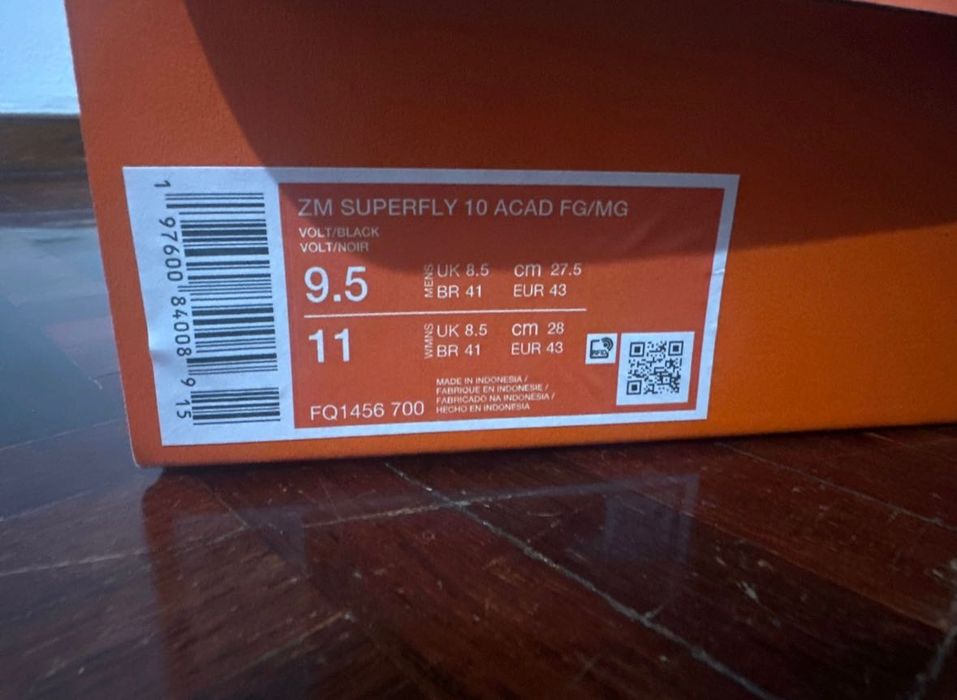 1 97600 84008 9 15
ZM SUPERFLY 10 ACAD FG/MG
VOLT/BLACK
VOLT/NOIR
9.5
MENS
UK 8.5 cm 27.5
BR 41 EUR 43
11
WMNS
UK 8.5 cm 28
BR 41 EUR 43
RFID
MADE IN INDONESIA /
FABRIQUE EN INDONESIE /
FABRICADO NA INDONESIA /
HECHO EN INDONESIA
FQ1456 700